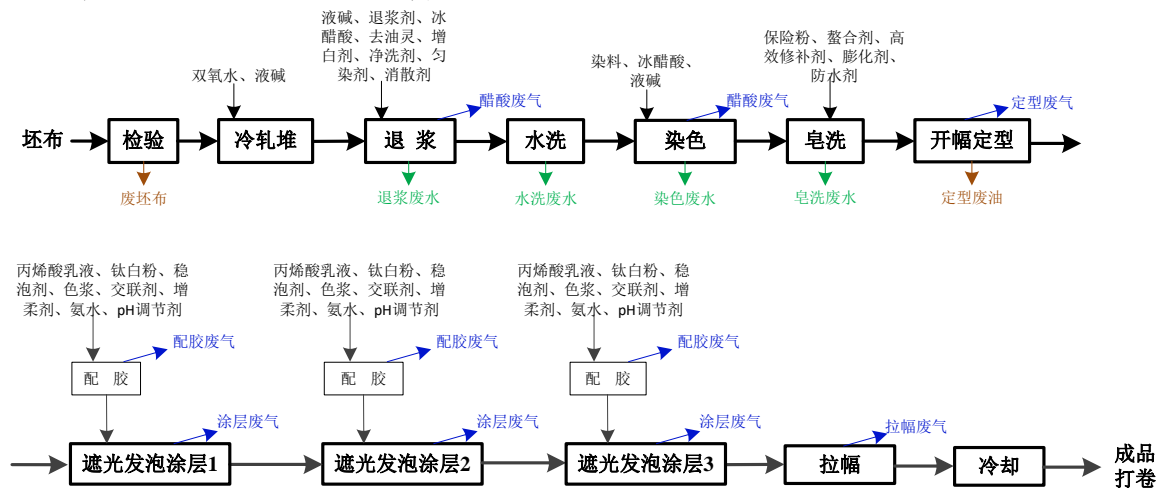 液碱、退浆剂、冰
醋酸、去油灵、增
白剂、净洗剂、匀
染剂、消散剂
双氧水、液碱
染料、冰醋酸、
液碱
保险粉、螯合剂、高
效修补剂、膨化剂、
防水剂
醋酸废气
醋酸废气
定型废气
坯布
检验
冷轧堆
退 浆
水洗
染色
皂洗
开幅定型
废坯布
退浆废水
水洗废水
染色废水
皂洗废水
定型废油
丙烯酸乳液、钛白粉、稳
泡剂、色浆、交联剂、增
柔剂、氨水、pH调节剂
丙烯酸乳液、钛白粉、稳
泡剂、色浆、交联剂、增
柔剂、氨水、pH调节剂
丙烯酸乳液、钛白粉、稳
泡剂、色浆、交联剂、增
柔剂、氨水、pH调节剂
配胶废气
配胶废气
配胶废气
配 胶
配 胶
配 胶
涂层废气
涂层废气
涂层废气
拉幅废气
遮光发泡涂层1
遮光发泡涂层2
遮光发泡涂层3
拉幅
冷却
成品
打卷